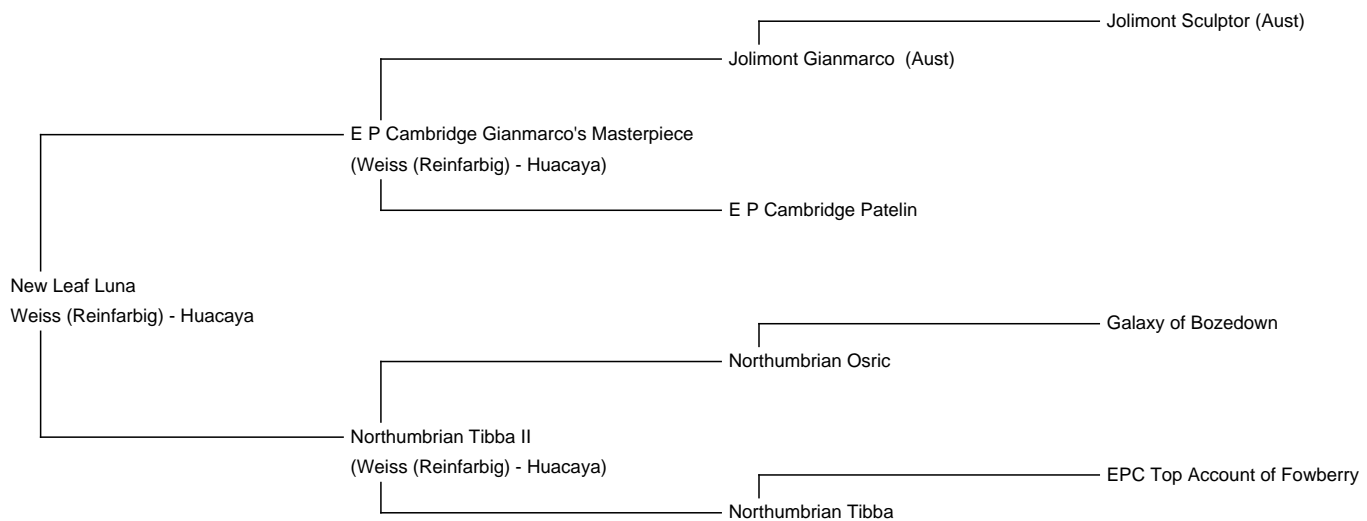 Jolimont Sculptor (Aust)
Jolimont Gianmarco  (Aust)
E P Cambridge Gianmarco's Masterpiece
(Weiss (Reinfarbig) - Huacaya)
E P Cambridge Patelin
New Leaf Luna
Weiss (Reinfarbig) - Huacaya
Galaxy of Bozedown
Northumbrian Osric
Northumbrian Tibba II
(Weiss (Reinfarbig) - Huacaya)
EPC Top Account of Fowberry
Northumbrian Tibba